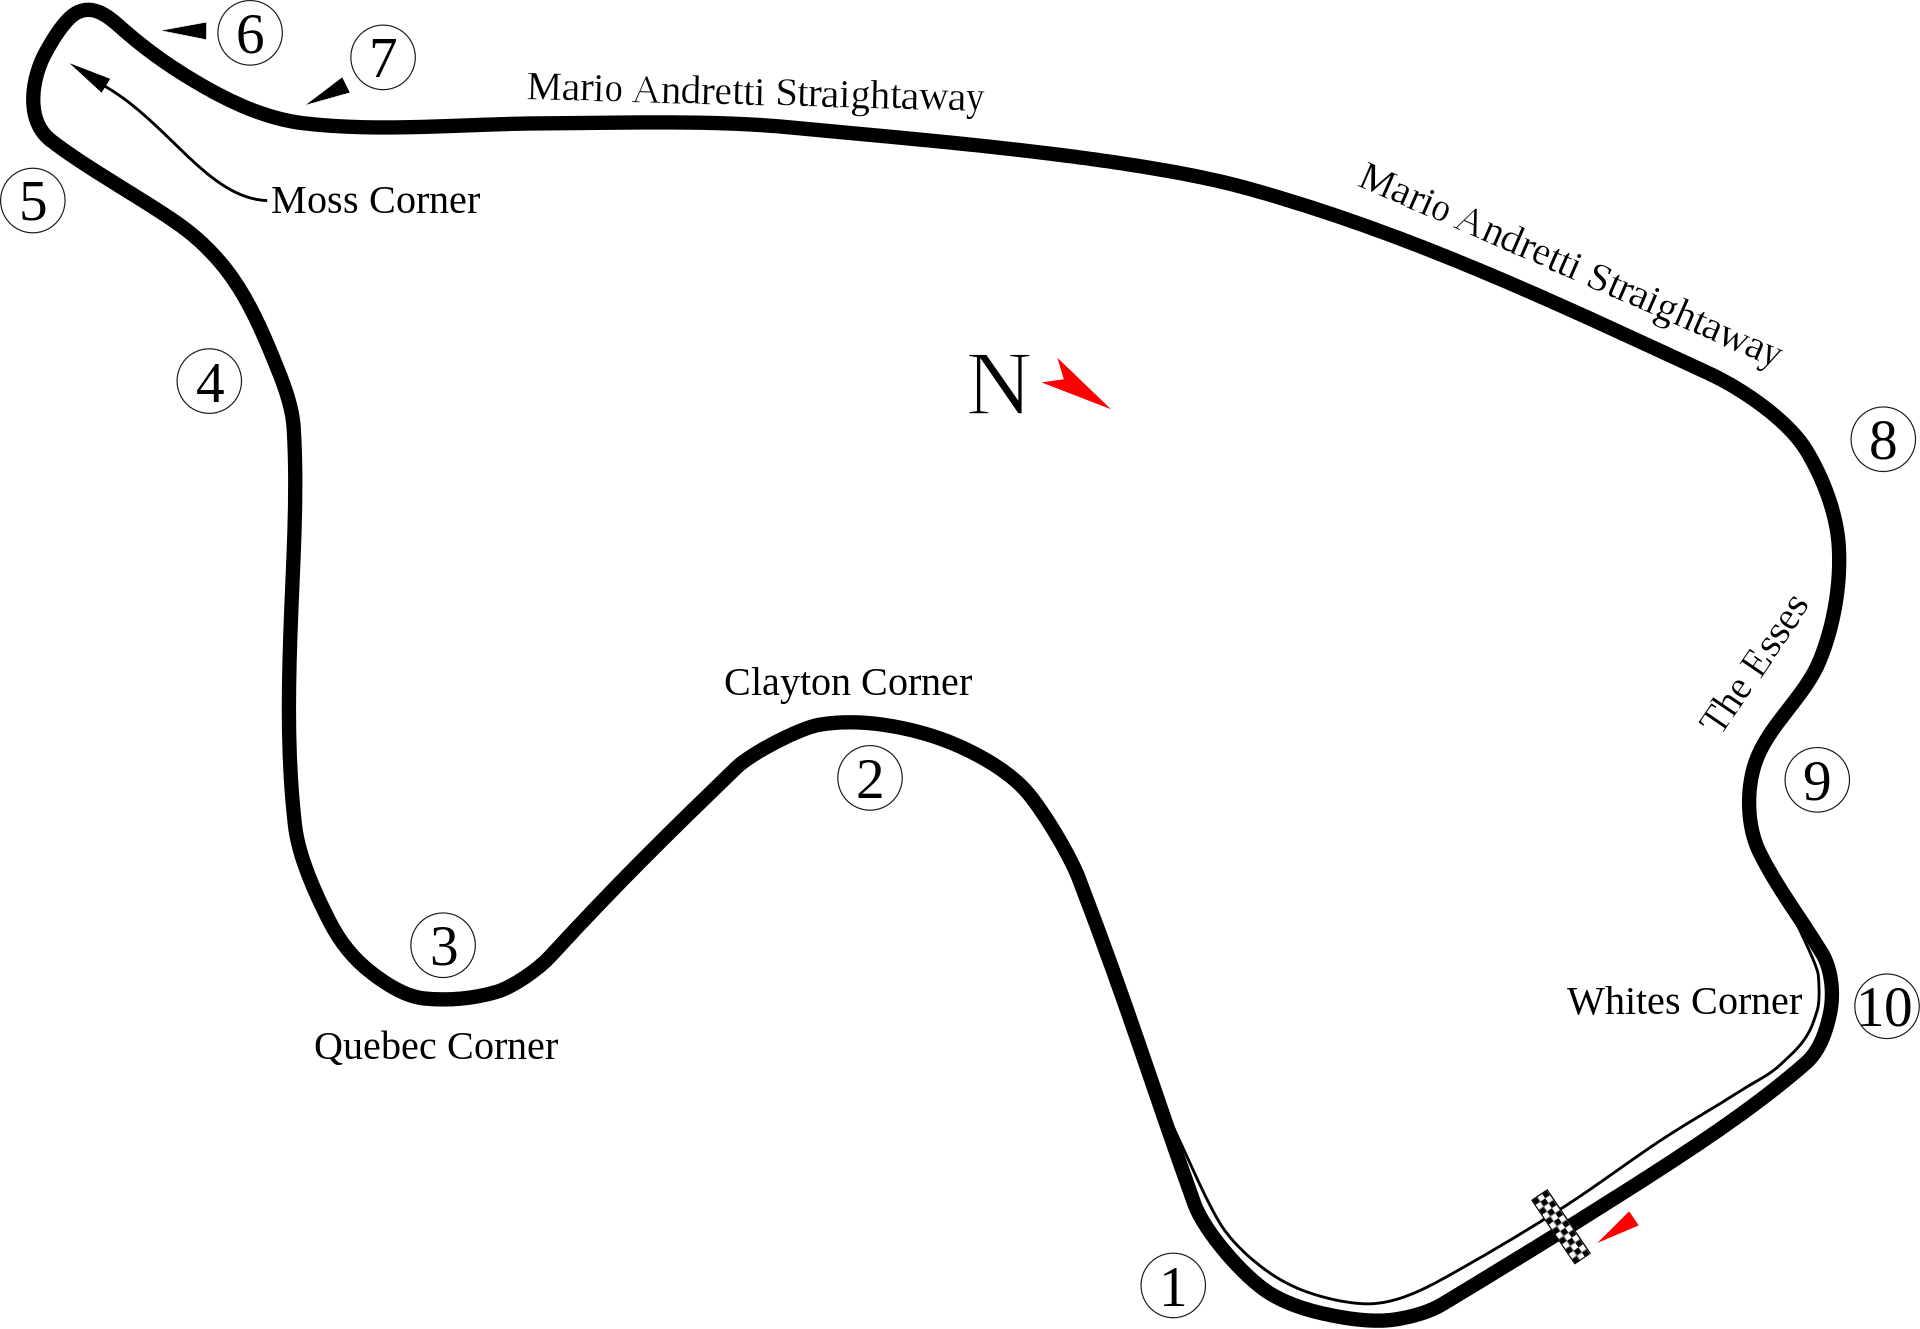 6
7
Mario Andretti Straightaway
Mario Andretti Straightaway
5
Moss Corner
4
N
8
The Esses
Clayton Corner
2
9
3
Whites Corner
10
Quebec Corner
1